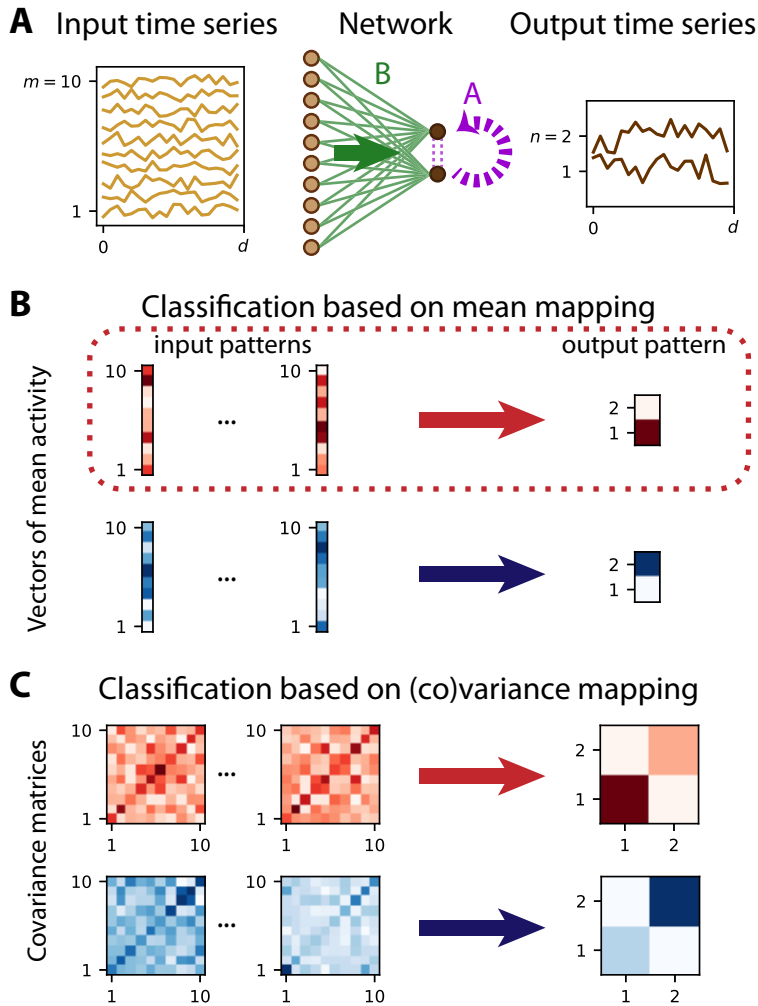 A
Input time series
Network
Output time series
m = 10
1
0
d
B
A
n = 2
1
0
d
B
Classification based on mean mapping
input patterns
output pattern
Vectors of mean activity
10
1
...
10
1
2
1
10
1
...
10
1
2
1
C
Classification based on (co)variance mapping
Covariance matrices
10
1
1
10
...
10
1
1
10
2
1
1
2
10
1
1
10
...
10
1
1
10
2
1
1
2